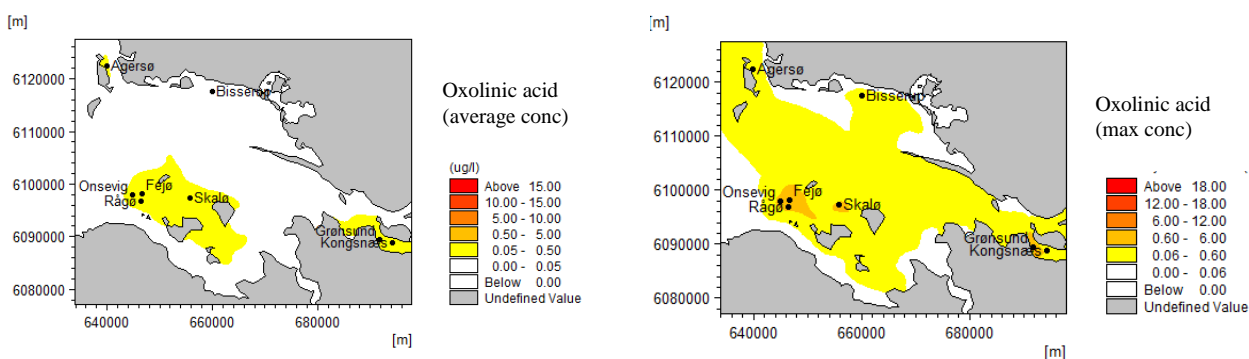 [m]
6120000
6110000
6100000
6090000
6080000
640000
660000
680000
[m]
Agersø
Bisserup
Onsevig
Fejø
Rågø
Skalø
Grønsund
Kongsnæs
Oxolinic acid
(average conc)
(ug/l)
Above 15.00
10.00 - 15.00
5.00 - 10.00
0.50 - 5.00
0.05 - 0.50
0.00 - 0.05
Below 0.00
Undefined Value
[m]
6120000
6110000
6100000
6090000
6080000
640000
660000
680000
[m]
Agersø
Bisserup
Onsevig
Fejø
Rågø
Skalø
Grønsund
Kongsnæs
Oxolinic acid
(max conc)
Above 18.00
12.00 - 18.00
6.00 - 12.00
0.60 - 6.00
0.06 - 0.60
0.00 - 0.06
Below 0.00
Undefined Value